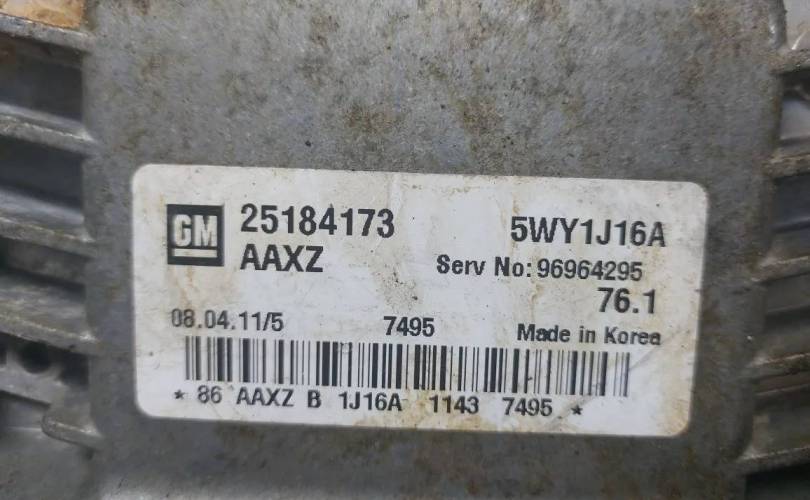 GM 25184173 5WY1J16A
AAXZ Serv No: 96964295
76.1
08.04.11/5 7495 Made in Korea
* 86 AAXZ B 1J16A 1143 7495 *